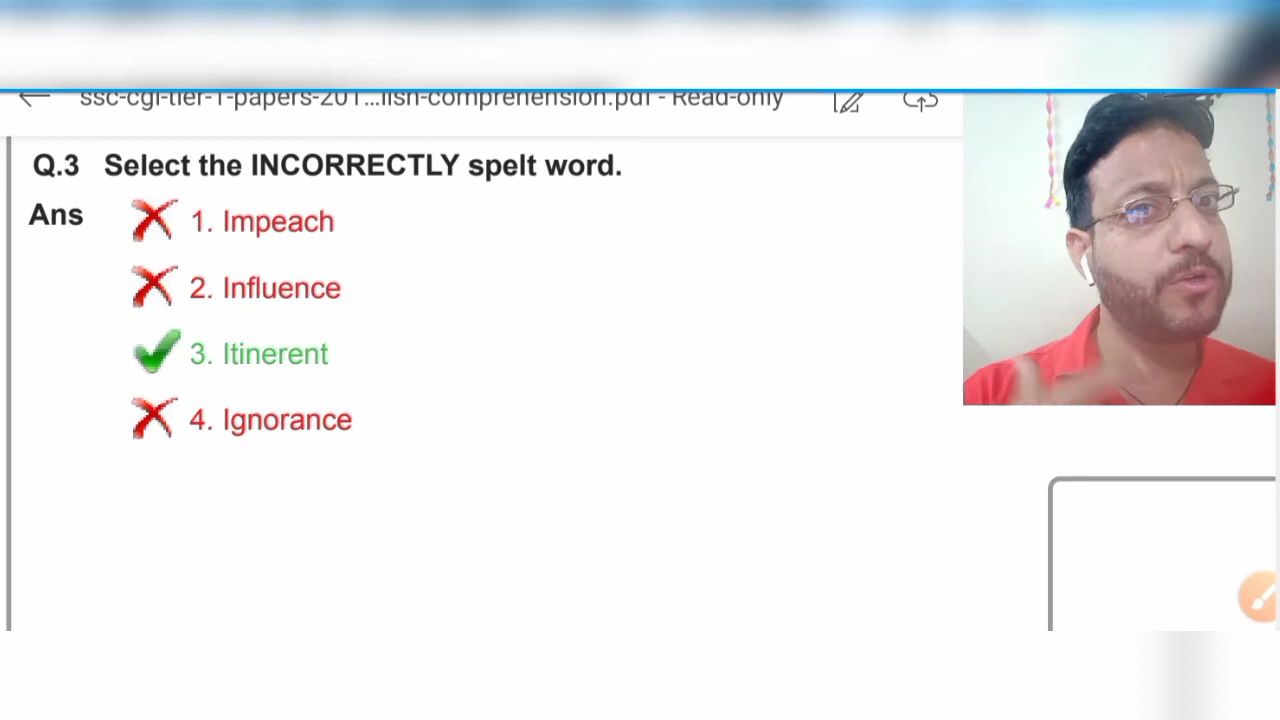 ssc-cgl-tier-1-papers-201...lish-comprehension.pdf - Read-only
Q.3 Select the INCORRECTLY spelt word.
Ans 1. Impeach
2. Influence
3. Itinerent
4. Ignorance